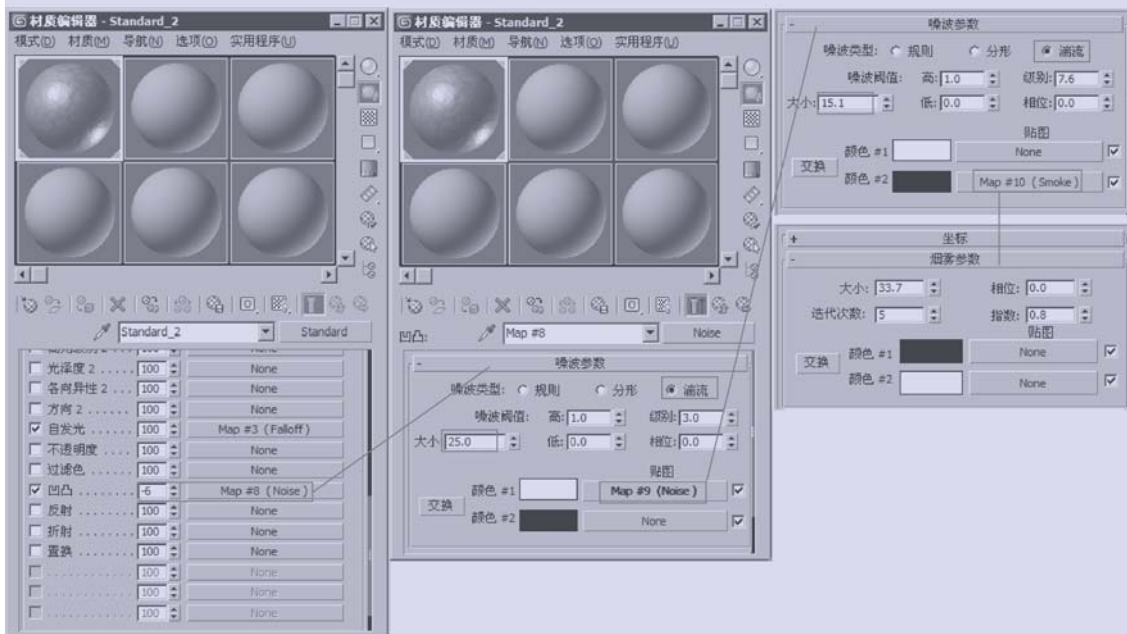 材质编辑器 - Standard_2
模式(D) 材质(M) 导航(N) 选项(O) 实用程序(U)
Standard_2
Standard
光泽度 2 ..... 100 None
各向异性 2 ... 100 None
方向 2 ...... 100 None
自发光 ...... 100 Map #3 (Falloff)
不透明度 .... 100 None
过滤色 ...... 100 None
凹凸 ........ -6 Map #8 (Noise)
反射 ........ 100 None
折射 ........ 100 None
置换 ........ 100 None
............ 100 None
............ 100 None
............ 100 None
材质编辑器 - Standard_2
模式(D) 材质(M) 导航(N) 选项(O) 实用程序(U)
凹凸: Map #8 Noise
- 噪波参数
噪波类型: 规则 分形 湍流
噪波阈值: 高: 1.0 级别: 3.0
大小 25.0 低: 0.0 相位: 0.0
贴图
交换
颜色 #1 Map #9 (Noise)
颜色 #2 None
- 噪波参数
噪波类型: 规则 分形 湍流
噪波阈值: 高: 1.0 级别: 7.6
大小: 15.1 低: 0.0 相位: 0.0
贴图
交换
颜色 #1 None
颜色 #2 Map #10 (Smoke)
+ 坐标
- 烟雾参数
大小: 33.7 相位: 0.0
迭代次数: 5 指数: 0.8
贴图
交换
颜色 #1 None
颜色 #2 None